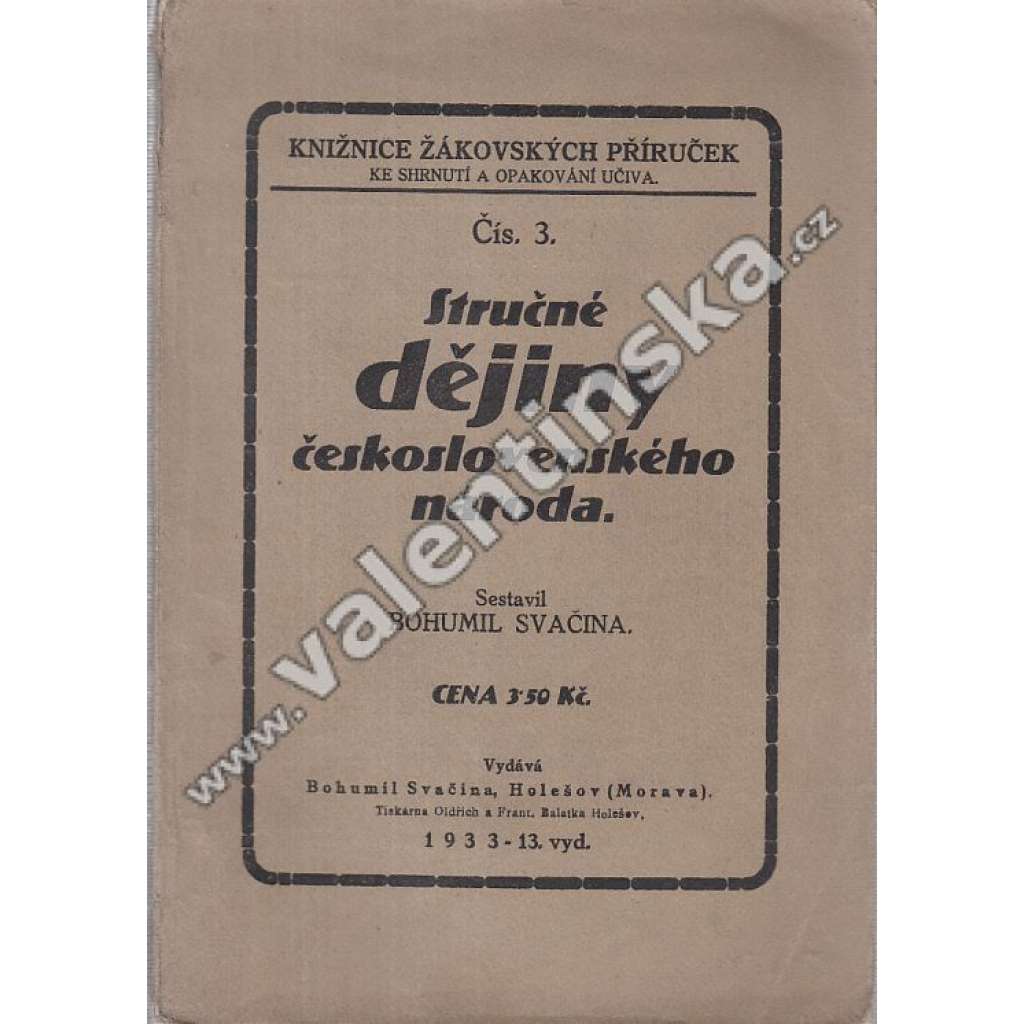 KNIŽNICE ŽÁKOVSKÝCH PŘÍRUČEK
KE SHRNUTÍ A OPAKOVÁNÍ UČIVA.
Čís. 3.
Stručné
dějiny
československého
národa.
Sestavil
BOHUMIL SVAČINA.
CENA 3·50 Kč.
Vydává
Bohumil Svačina, Holešov (Morava).
Tiskárna Oldřich a Frant. Balatka Holešov.
1933 - 13. vyd.
www.valentinska.cz